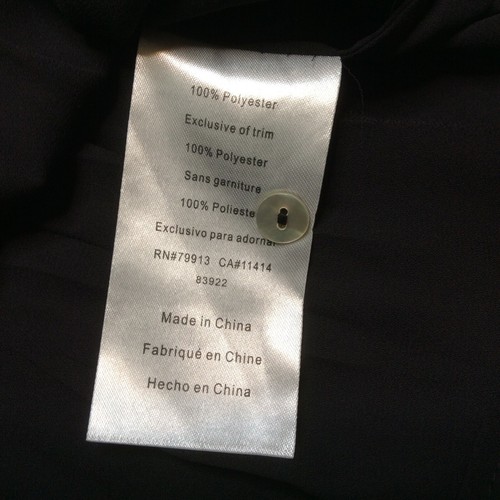 100% Polyester
Exclusive of trim
100% Polyester
Sans garniture
100% Polieste
Exclusivo para adornar
RN#79913 CA#11414
83922
Made in China
Fabriqué en Chine
Hecho en China